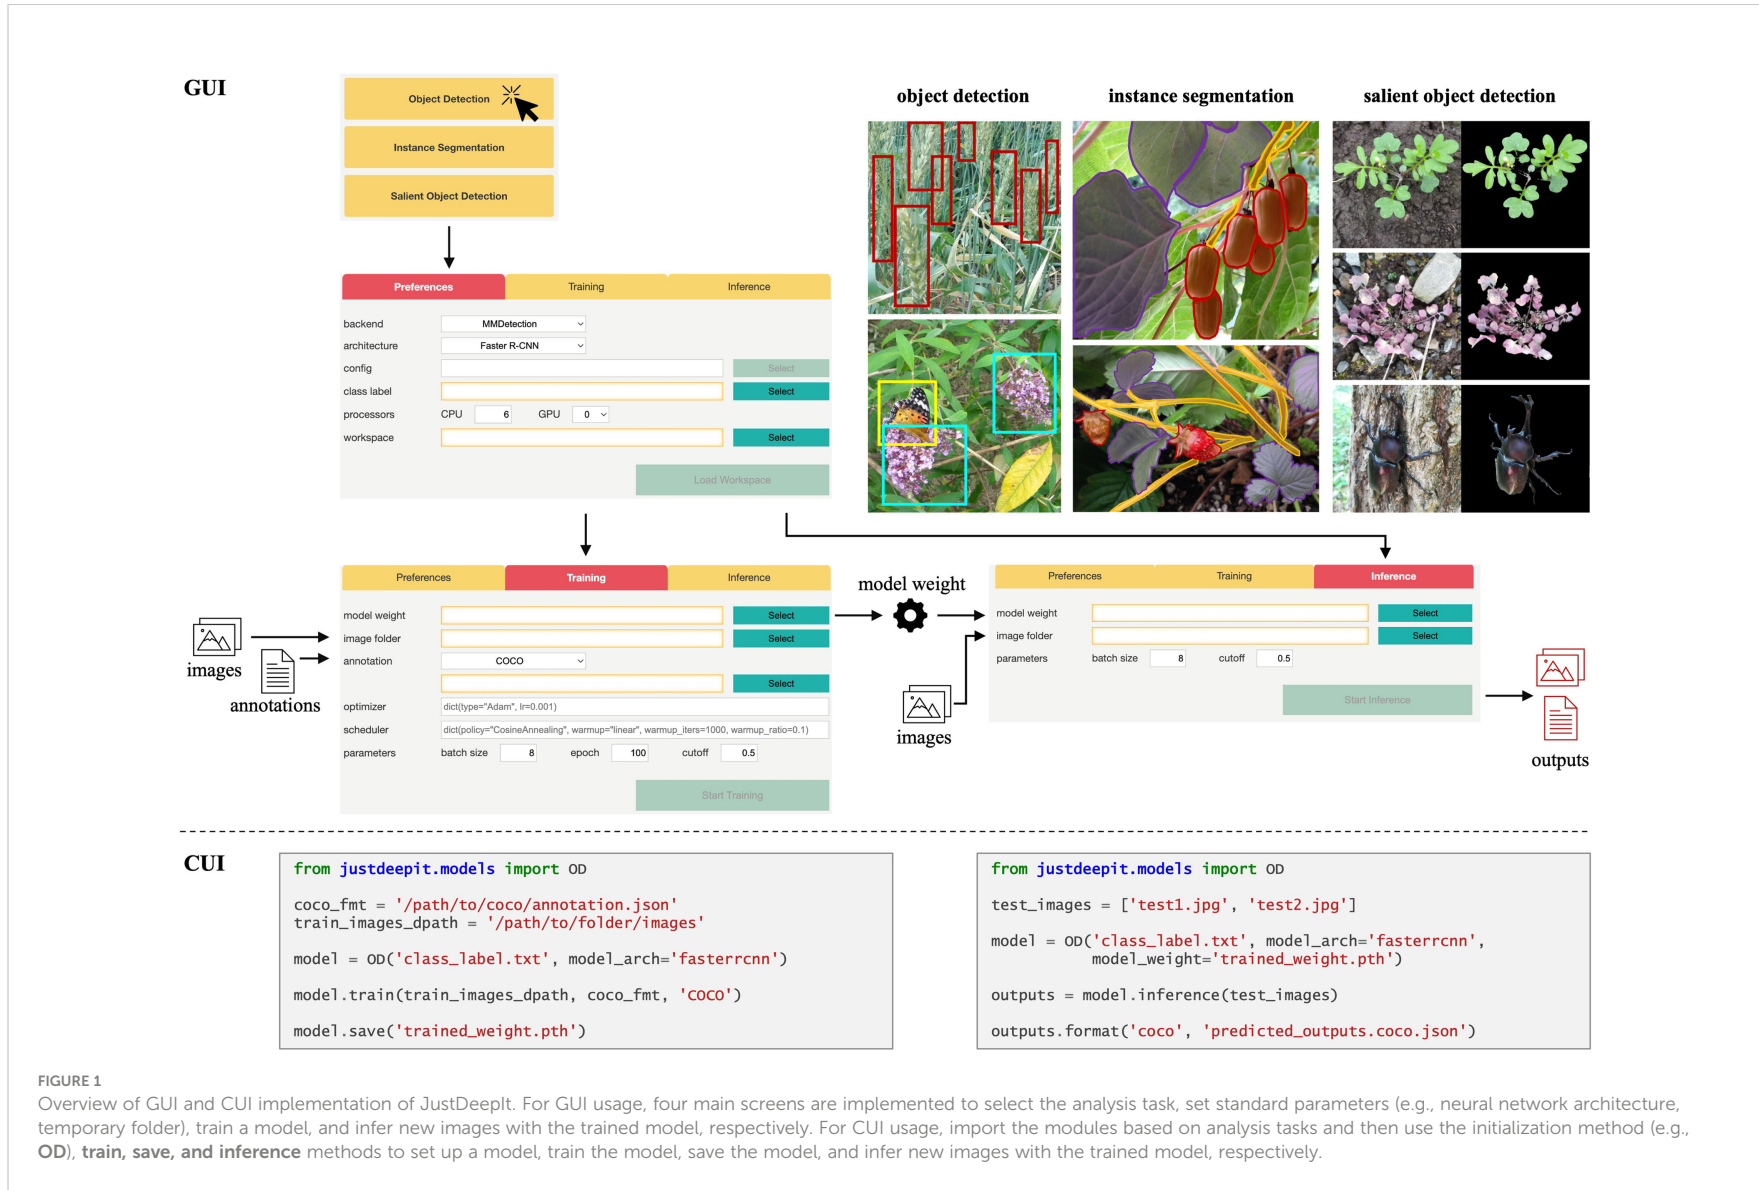 GUI
Object Detection
Instance Segmentation
Salient Object Detection
object detection
instance segmentation
salient object detection
Preferences
Training
Inference
backend
MMDetection
architecture
Faster R-CNN
config
Select
class label
Select
processors
CPU
6
GPU
0
workspace
Select
Load Workspace
images
annotations
Preferences
Training
Inference
model weight
Select
image folder
Select
annotation
COCO
Select
optimizer
dict(type="Adam", lr=0.001)
scheduler
dict(policy="CosineAnnealing", warmup="linear", warmup_iters=1000, warmup_ratio=0.1)
parameters
batch size
8
epoch
100
cutoff
0.5
Start Training
model weight
images
Preferences
Training
Inference
model weight
Select
image folder
Select
parameters
batch size
8
cutoff
0.5
Start Inference
outputs
CUI
from justdeepit.models import OD
coco_fmt = '/path/to/coco/annotation.json'
train_images_dpath = '/path/to/folder/images'
model = OD('class_label.txt', model_arch='fasterrcnn')
model.train(train_images_dpath, coco_fmt, 'COCO')
model.save('trained_weight.pth')
from justdeepit.models import OD
test_images = ['test1.jpg', 'test2.jpg']
model = OD('class_label.txt', model_arch='fasterrcnn',
model_weight='trained_weight.pth')
outputs = model.inference(test_images)
outputs.format('coco', 'predicted_outputs.coco.json')
FIGURE 1
Overview of GUI and CUI implementation of JustDeepIt. For GUI usage, four main screens are implemented to select the analysis task, set standard parameters (e.g., neural network architecture,
temporary folder), train a model, and infer new images with the trained model, respectively. For CUI usage, import the modules based on analysis tasks and then use the initialization method (e.g.,
OD), train, save, and inference methods to set up a model, train the model, save the model, and infer new images with the trained model, respectively.